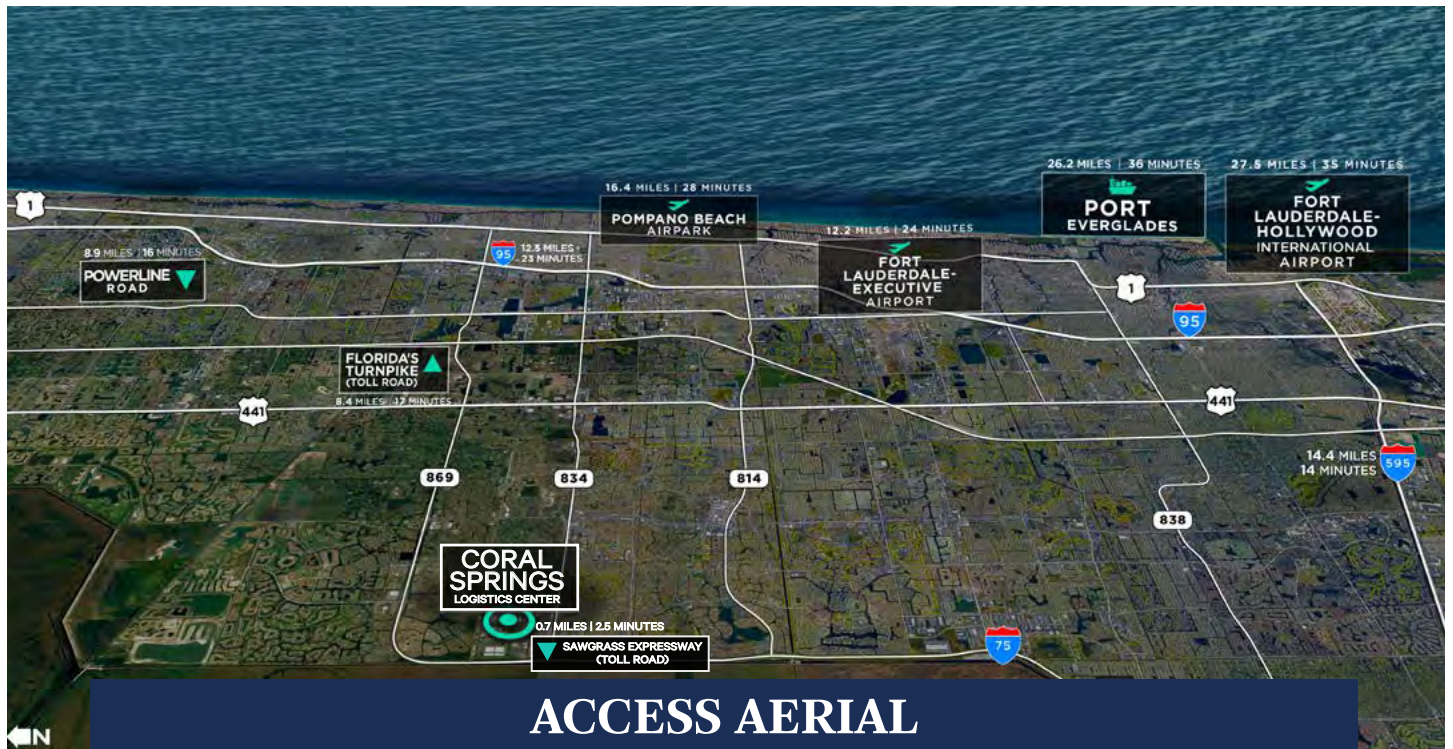 26.2 MILES | 36 MINUTES
27.5 MILES | 35 MINUTES
16.4 MILES | 28 MINUTES
1
POMPANO BEACH
AIRPARK
PORT
EVERGLADES
FORT
LAUDERDALE-
HOLLYWOOD
INTERNATIONAL
AIRPORT
12.2 MILES | 24 MINUTES
8.9 MILES | 16 MINUTES
95
12.5 MILES -
23 MINUTES
POWERLINE
ROAD
FORT
LAUDERDALE-
EXECUTIVE
AIRPORT
1
95
FLORIDA'S
TURNPIKE
(TOLL ROAD)
8.4 MILES 17 MINUTES
441
441
14.4 MILES
14 MINUTES
595
869
834
814
838
CORAL
SPRINGS
LOGISTICS CENTER
0.7 MILES | 2.5 MINUTES
SAWGRASS EXPRESSWAY
(TOLL ROAD)
75
ACCESS AERIAL
N